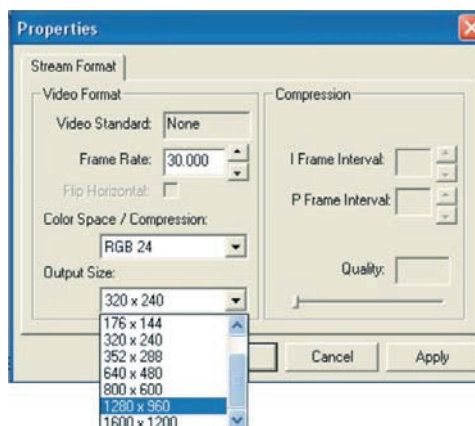 Properties
Stream Format
Video Format
Video Standard: None
Frame Rate: 30.000
Flip Horizontal:
Color Space / Compression:
RGB 24
Output Size:
320 x 240
176 x 144
320 x 240
352 x 288
640 x 480
800 x 600
1280 x 960
1600 x 1200
Compression
I Frame Interval:
P Frame Interval:
Quality:
Cancel
Apply